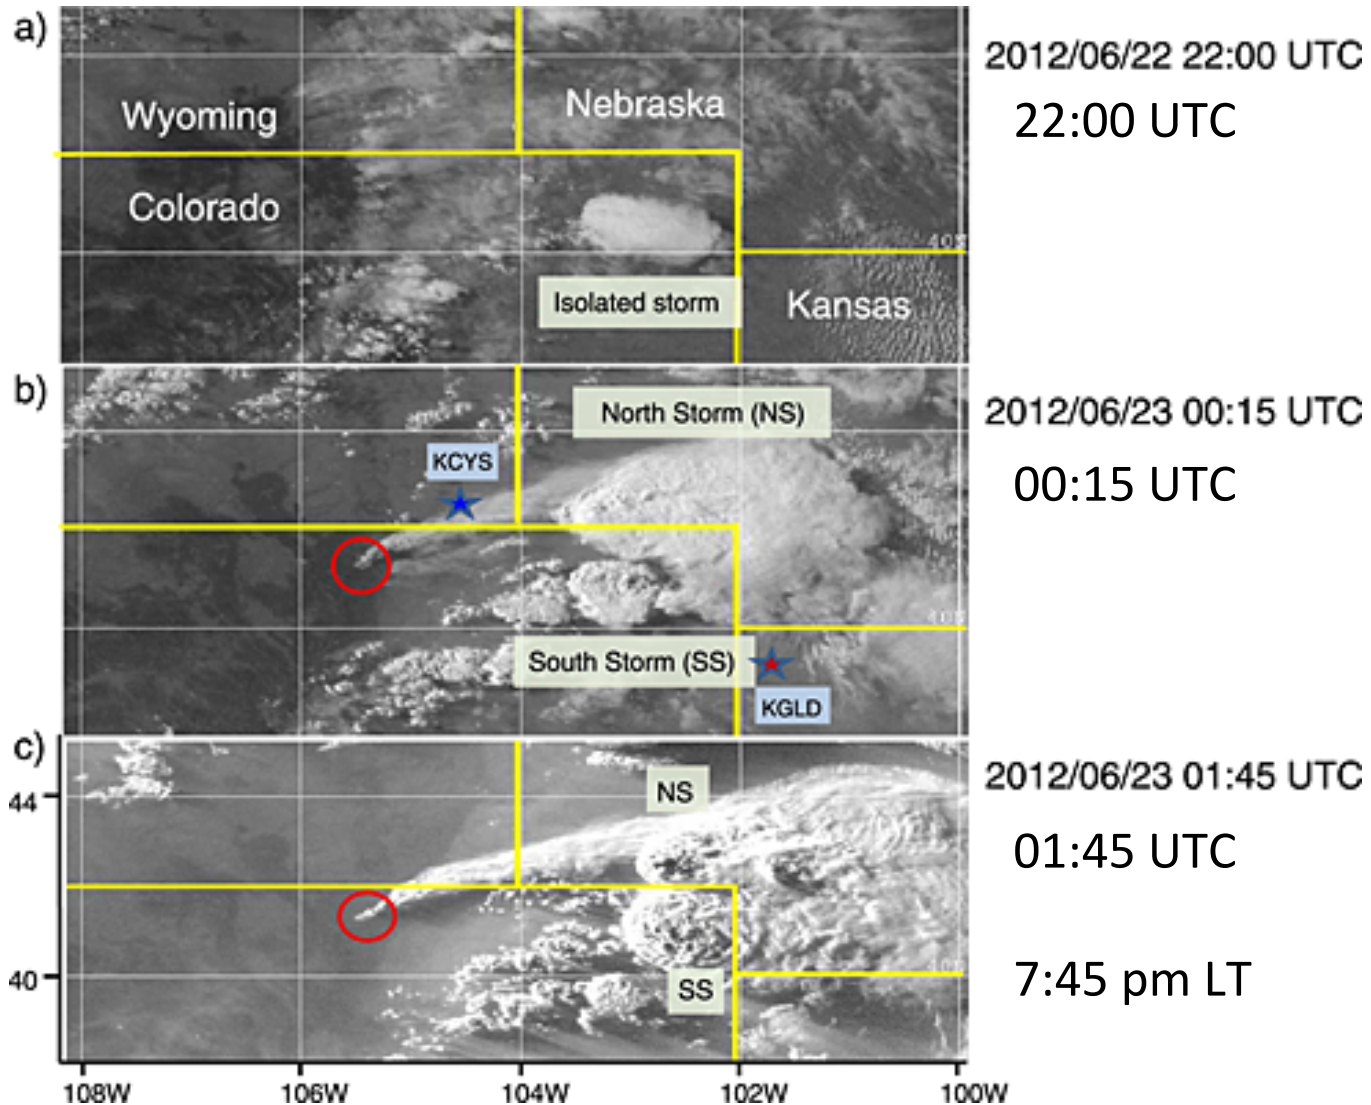 a)
2012/06/22 22:00 UTC
22:00 UTC
Wyoming
Nebraska
Colorado
40N
Isolated storm
Kansas
b)
2012/06/23 00:15 UTC
00:15 UTC
North Storm (NS)
KCYS
40N
South Storm (SS)
KGLD
c)
2012/06/23 01:45 UTC
01:45 UTC
7:45 pm LT
NS
44
SS
40
108W 106W 104W 102W 100W